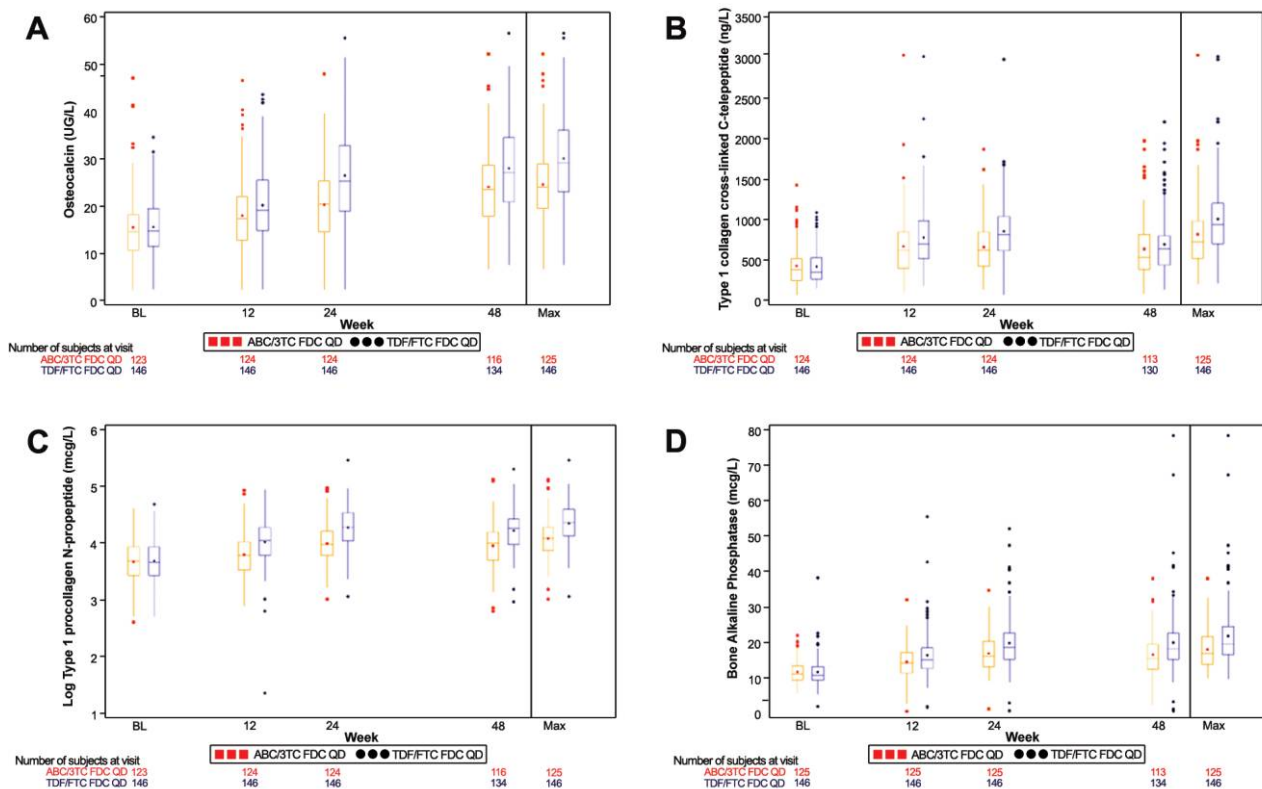 A
Osteocalcin (UG/L)
60
50
40
30
20
10
0
BL 12 24 48 Max
Week
ABC/3TC FDC QD TDF/FTC FDC QD
Number of subjects at visit
ABC/3TC FDC QD 123 124 124 116 125
TDF/FTC FDC QD 146 146 146 134 146
B
Type 1 collagen cross-linked C-telepeptide (ng/L)
3500
3000
2500
2000
1500
1000
500
0
BL 12 24 48 Max
Week
ABC/3TC FDC QD TDF/FTC FDC QD
Number of subjects at visit
ABC/3TC FDC QD 124 124 124 113 125
TDF/FTC FDC QD 146 146 146 130 146
C
Log Type 1 procollagen N-propeptide (mcg/L)
6
5
4
3
2
1
BL 12 24 48 Max
Week
ABC/3TC FDC QD TDF/FTC FDC QD
Number of subjects at visit
ABC/3TC FDC QD 123 124 124 116 125
TDF/FTC FDC QD 146 146 146 134 146
D
Bone Alkaline Phosphatase (mcg/L)
80
70
60
50
40
30
20
10
0
BL 12 24 48 Max
Week
ABC/3TC FDC QD TDF/FTC FDC QD
Number of subjects at visit
ABC/3TC FDC QD 125 125 125 113 125
TDF/FTC FDC QD 146 146 146 134 146